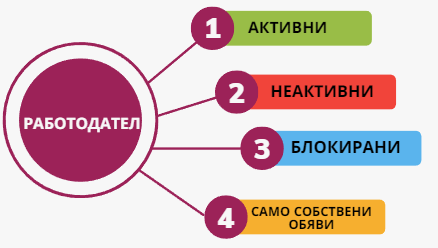 РАБОТОДАТЕЛ
1 АКТИВНИ
2 НЕАКТИВНИ
3 БЛОКИРАНИ
4 САМО СОБСТВЕНИ
ОБЯВИ